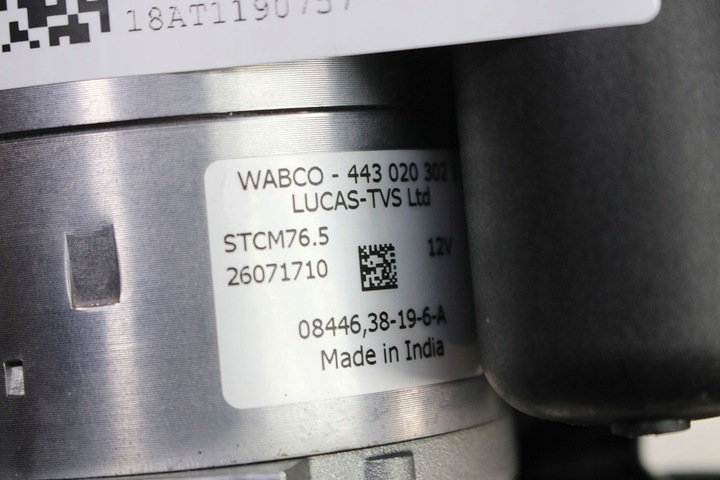 18AT1190757
WABCO - 443 020 302
LUCAS-TVS Ltd
STCM76.5
12V
26071710
08446,38-19-6-A
Made in India